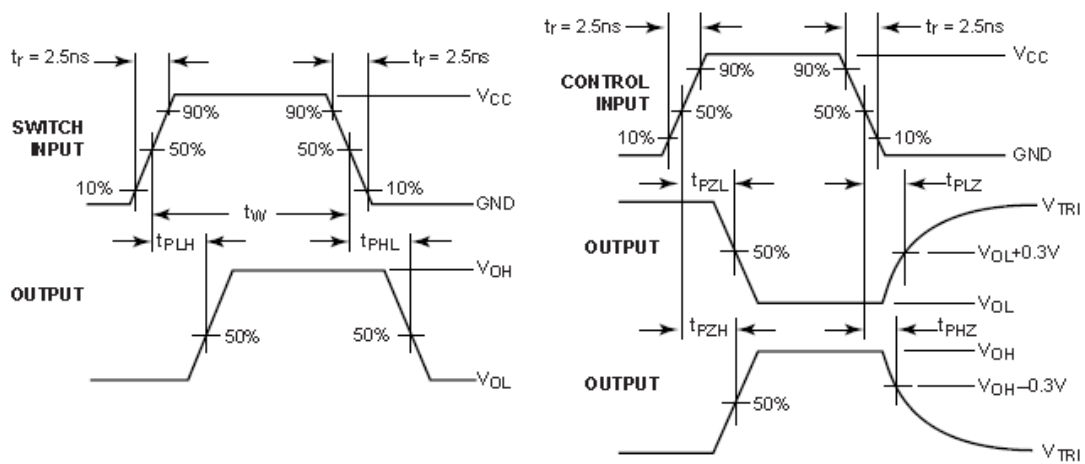 tr = 2.5ns
tr = 2.5ns
VCC
90%
90%
SWITCH
INPUT
50%
50%
10%
10%
GND
tW
tPLH
tPHL
VOH
OUTPUT
50%
50%
VOL
tr = 2.5ns
tr = 2.5ns
VCC
90%
90%
CONTROL
INPUT
50%
50%
10%
10%
GND
tPZL
tPLZ
VTRI
OUTPUT
50%
VOL+0.3V
VOL
tPZH
tPHZ
VOH
OUTPUT
VOH–0.3V
50%
VTRI